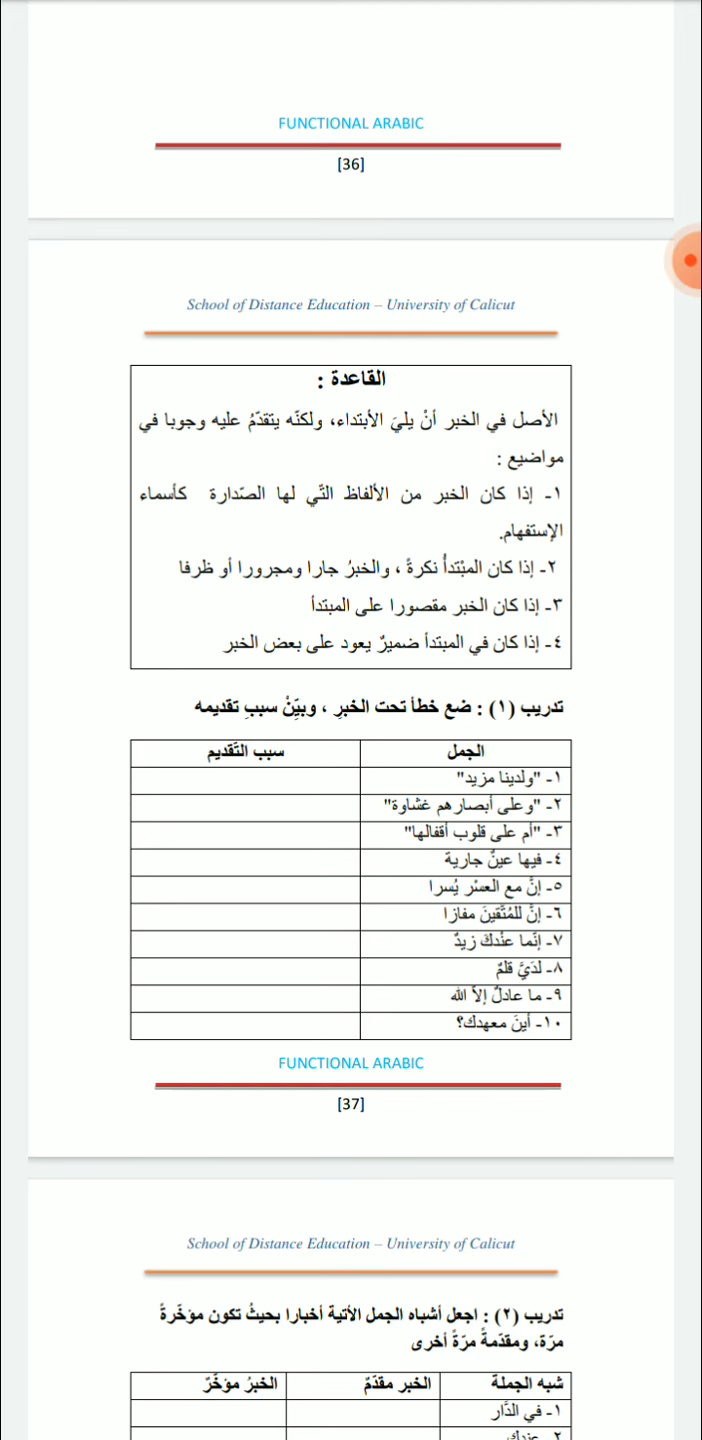 FUNCTIONAL ARABIC
[36]
School of Distance Education – University of Calicut
القاعدة :
الأصل في الخبر أنْ يليَ الأبتداء، ولكنّه يتقدّمُ عليه وجوبا في
مواضيع :
١- إذا كان الخبر من الألفاظ التّي لها الصّدارة كأسماء
الإستفهام.
٢- إذا كان المبْتدأُ نكرةً ، والخبرُ جارا ومجرورا أو ظرفا
٣- إذا كان الخبر مقصورا على المبتدأ
٤- إذا كان في المبتدأ ضميرٌ يعود على بعض الخبر
تدريب (١) : ضع خطأ تحت الخبرِ ، وبيِّنْ سببِ تقديمه
الجمل	سبب التّقديم
١- "ولدينا مزيد"
٢- "وعلى أبصارهم غشاوة"
٣- "أم على قلوب أقفالها"
٤- فيها عينٌ جارية
٥- إنَّ مع العسْر يُسرا
٦- إنَّ للمُتَّقينَ مفازا
٧- إنّما عنْدكَ زيدٌ
٨- لدَيَّ قلمٌ
٩- ما عادلٌ إلاّ الله
١٠- أينَ معهدك؟
FUNCTIONAL ARABIC
[37]
School of Distance Education – University of Calicut
تدريب (٢) : اجعل أشباه الجمل الأتية أخبارا بحيثُ تكون مؤخّرةً
مرّة، ومقدّمةً مرّةً أخرى
شبه الجملة	الخبر مقدّمٌ	الخبرُ مؤخّرٌ
١- في الدَّار
٢- عندك